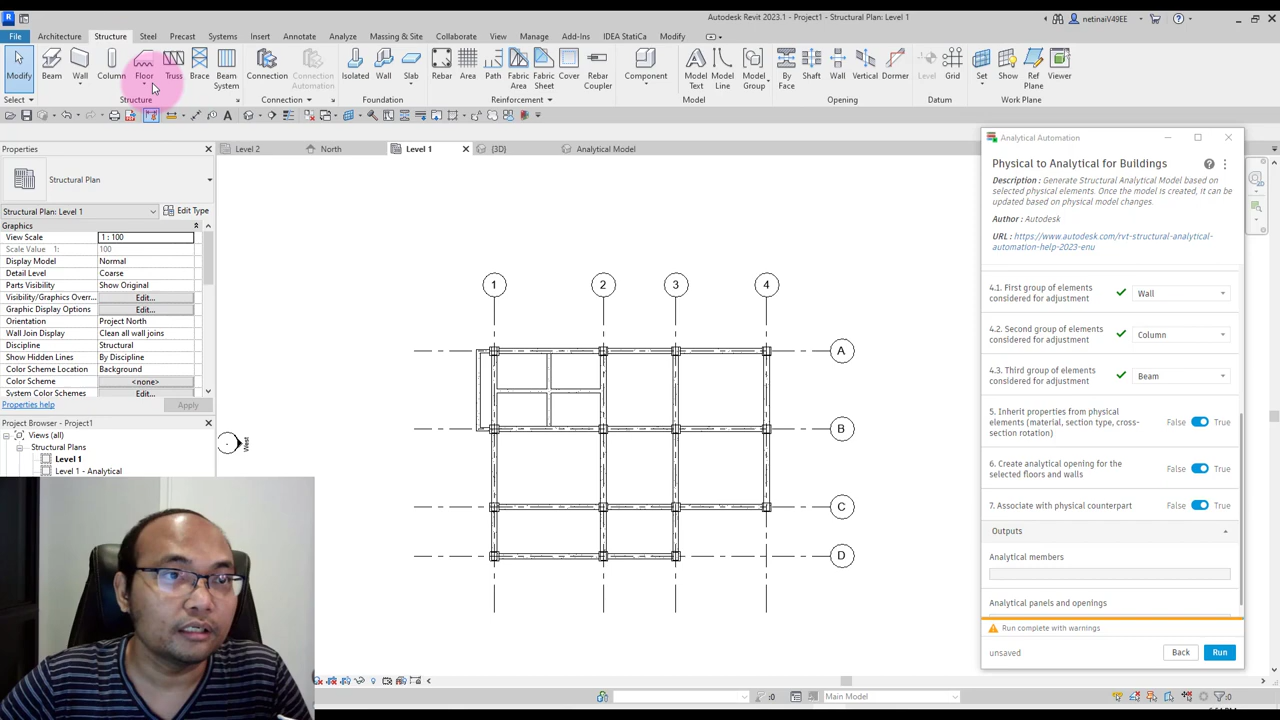 Autodesk Revit 2023.1 - Project1 - Structural Plan: Level 1
netinaiV49EE
File
Architecture
Structure
Steel
Precast
Systems
Insert
Annotate
Analyze
Massing & Site
Collaborate
View
Manage
Add-Ins
IDEA StatiCa
Modify
Modify
Beam
Wall
Column
Floor
Truss
Brace
Beam
System
Connection
Connection
Automation
Isolated
Wall
Slab
Rebar
Area
Path
Fabric
Area
Fabric
Sheet
Cover
Rebar
Coupler
Component
Model
Text
Model
Line
Model
Group
By
Face
Shaft
Wall
Vertical
Dormer
Level
Grid
Set
Show
Ref
Plane
Viewer
Select
Structure
Connection
Foundation
Reinforcement
Model
Opening
Datum
Work Plane
Properties
Level 2
North
Level 1
{3D}
Analytical Model
Structural Plan
Structural Plan: Level 1
Edit Type
Graphics
View Scale
1 : 100
Scale Value 1:
100
Display Model
Normal
Detail Level
Coarse
Parts Visibility
Show Original
Visibility/Graphics Over...
Edit...
Graphic Display Options
Edit...
Orientation
Project North
Wall Join Display
Clean all wall joins
Discipline
Structural
Show Hidden Lines
By Discipline
Color Scheme Location
Background
Color Scheme
<none>
System Color Schemes
Edit...
Properties help
Apply
Project Browser - Project1
Views (all)
Structural Plans
Level 1
Level 1 - Analytical
1
2
3
4
A
B
C
D
West
Analytical Automation
Physical to Analytical for Buildings
Description : Generate Structural Analytical Model based on
selected physical elements. Once the model is created, it can be
updated based on physical model changes.
Author : Autodesk
URL : https://www.autodesk.com/rvt-structural-analytical-
automation-help-2023-enu
4.1. First group of elements
considered for adjustment
Wall
4.2. Second group of elements
considered for adjustment
Column
4.3. Third group of elements
considered for adjustment
Beam
5. Inherit properties from physical
elements (material, section type, cross-
section rotation)
False
True
6. Create analytical opening for the
selected floors and walls
False
True
7. Associate with physical counterpart
False
True
Outputs
Analytical members
Analytical panels and openings
Run complete with warnings
unsaved
Back
Run
:0
Main Model
:0